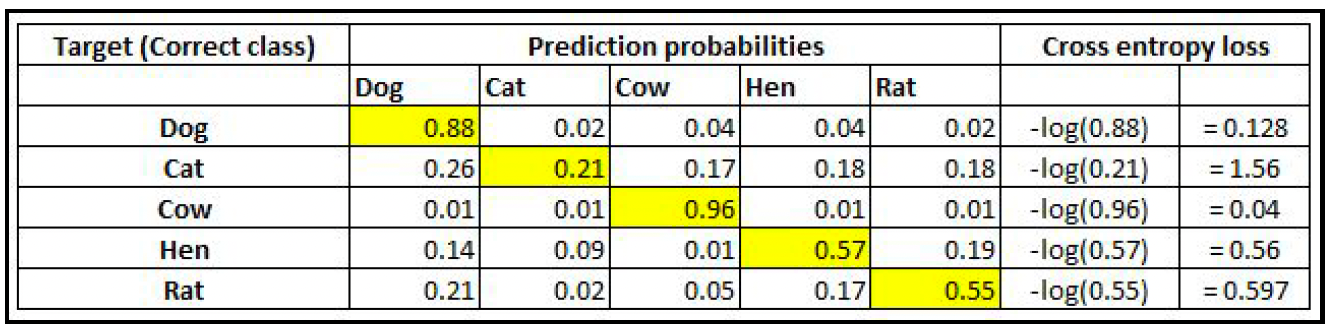 Target (Correct class) Prediction probabilities Cross entropy loss
Dog Cat Cow Hen Rat
Dog 0.88 0.02 0.04 0.04 0.02 -log(0.88) = 0.128
Cat 0.26 0.21 0.17 0.18 0.18 -log(0.21) = 1.56
Cow 0.01 0.01 0.96 0.01 0.01 -log(0.96) = 0.04
Hen 0.14 0.09 0.01 0.57 0.19 -log(0.57) = 0.56
Rat 0.21 0.02 0.05 0.17 0.55 -log(0.55) = 0.597